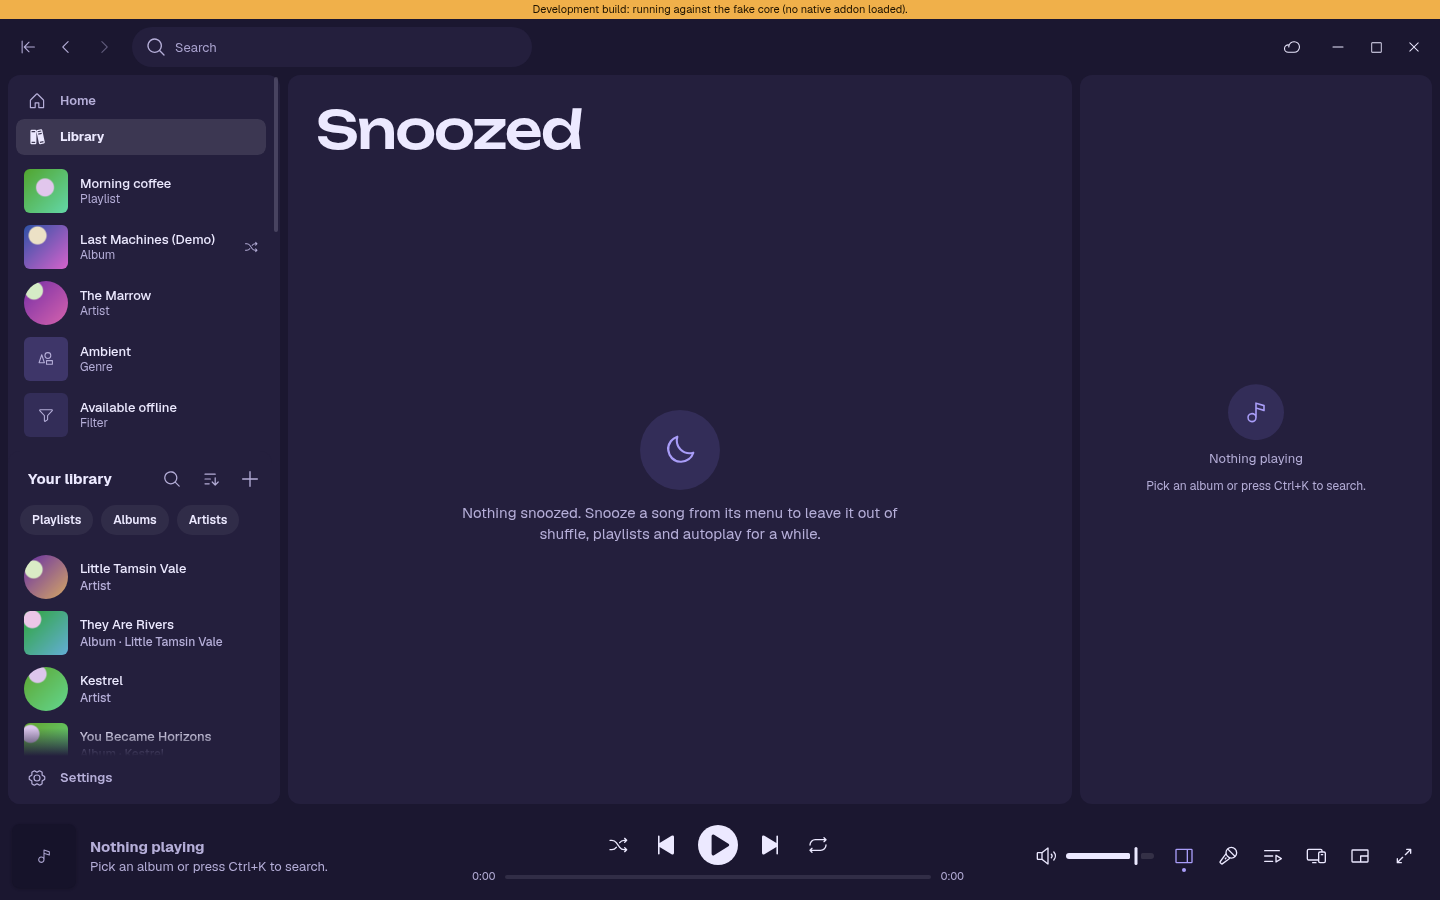 Development build: running against the fake core (no native addon loaded).
Search
Home
Library
Morning coffee
Playlist
Last Machines (Demo)
Album
The Marrow
Artist
Ambient
Genre
Available offline
Filter
Your library
Playlists
Albums
Artists
Little Tamsin Vale
Artist
They Are Rivers
Album · Little Tamsin Vale
Kestrel
Artist
You Became Horizons
Album · Kestrel
Settings
Snoozed
Nothing snoozed. Snooze a song from its menu to leave it out of
shuffle, playlists and autoplay for a while.
Nothing playing
Pick an album or press Ctrl+K to search.
Nothing playing
Pick an album or press Ctrl+K to search.
0:00
0:00